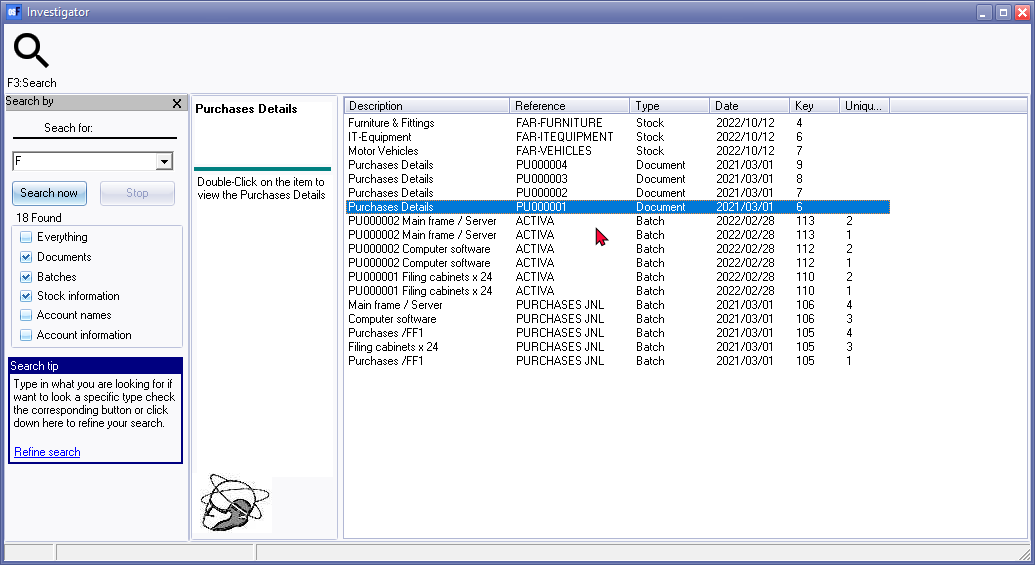 Investigator
F3:Search
Search by
Seach for:
F
Search now
Stop
18 Found
Everything
Documents
Batches
Stock information
Account names
Account information
Search tip
Type in what you are looking for if
want to look a specific type check
the corresponding button or click
down here to refine your search.
Refine search
Purchases Details
Double-Click on the item to
view the Purchases Details
Description Reference Type Date Key Uniqu...
Furniture & Fittings FAR-FURNITURE Stock 2022/10/12 4
IT-Equipment FAR-ITEQUIPMENT Stock 2022/10/12 6
Motor Vehicles FAR-VEHICLES Stock 2022/10/12 7
Purchases Details PU000004 Document 2021/03/01 9
Purchases Details PU000003 Document 2021/03/01 8
Purchases Details PU000002 Document 2021/03/01 7
Purchases Details PU000001 Document 2021/03/01 6
PU000002 Main frame / Server ACTIVA Batch 2022/02/28 113 2
PU000002 Main frame / Server ACTIVA Batch 2022/02/28 113 1
PU000002 Computer software ACTIVA Batch 2022/02/28 112 2
PU000002 Computer software ACTIVA Batch 2022/02/28 112 1
PU000001 Filing cabinets x 24 ACTIVA Batch 2022/02/28 110 2
PU000001 Filing cabinets x 24 ACTIVA Batch 2022/02/28 110 1
Main frame / Server PURCHASES JNL Batch 2021/03/01 106 4
Computer software PURCHASES JNL Batch 2021/03/01 106 3
Purchases /FF1 PURCHASES JNL Batch 2021/03/01 105 4
Filing cabinets x 24 PURCHASES JNL Batch 2021/03/01 105 3
Purchases /FF1 PURCHASES JNL Batch 2021/03/01 105 1